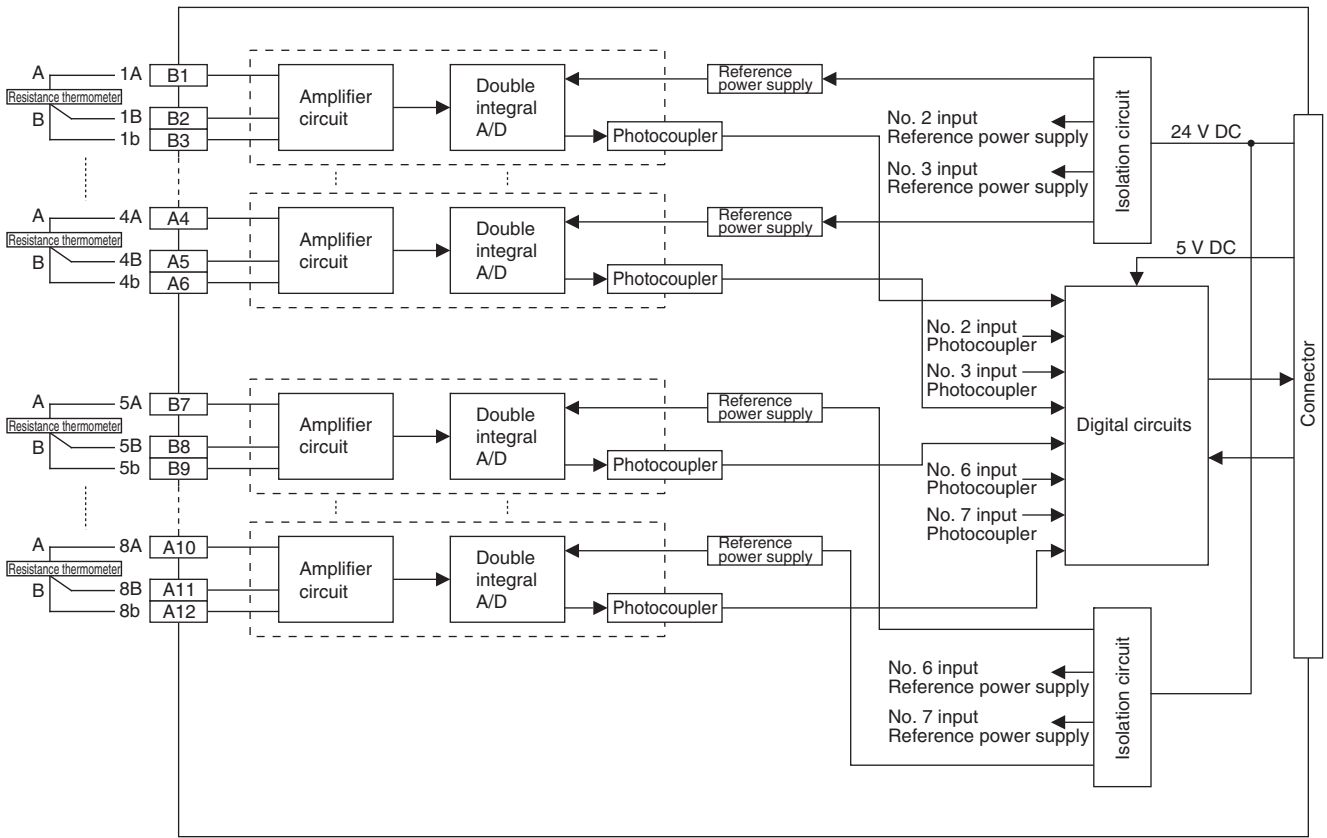 A
1A
B1
Resistance thermometer
B
1B
B2
1b
B3
Amplifier
circuit
Double
integral
A/D
Photocoupler
Reference
power supply
No. 2 input
Reference power supply
No. 3 input
Reference power supply
Isolation circuit
24 V DC
A
4A
A4
Resistance thermometer
B
4B
A5
4b
A6
Amplifier
circuit
Double
integral
A/D
Photocoupler
Reference
power supply
5 V DC
No. 2 input
Photocoupler
No. 3 input
Photocoupler
Digital circuits
Connector
A
5A
B7
Resistance thermometer
B
5B
B8
5b
B9
Amplifier
circuit
Double
integral
A/D
Photocoupler
Reference
power supply
No. 6 input
Photocoupler
No. 7 input
Photocoupler
A
8A
A10
Resistance thermometer
B
8B
A11
8b
A12
Amplifier
circuit
Double
integral
A/D
Photocoupler
Reference
power supply
No. 6 input
Reference power supply
No. 7 input
Reference power supply
Isolation circuit